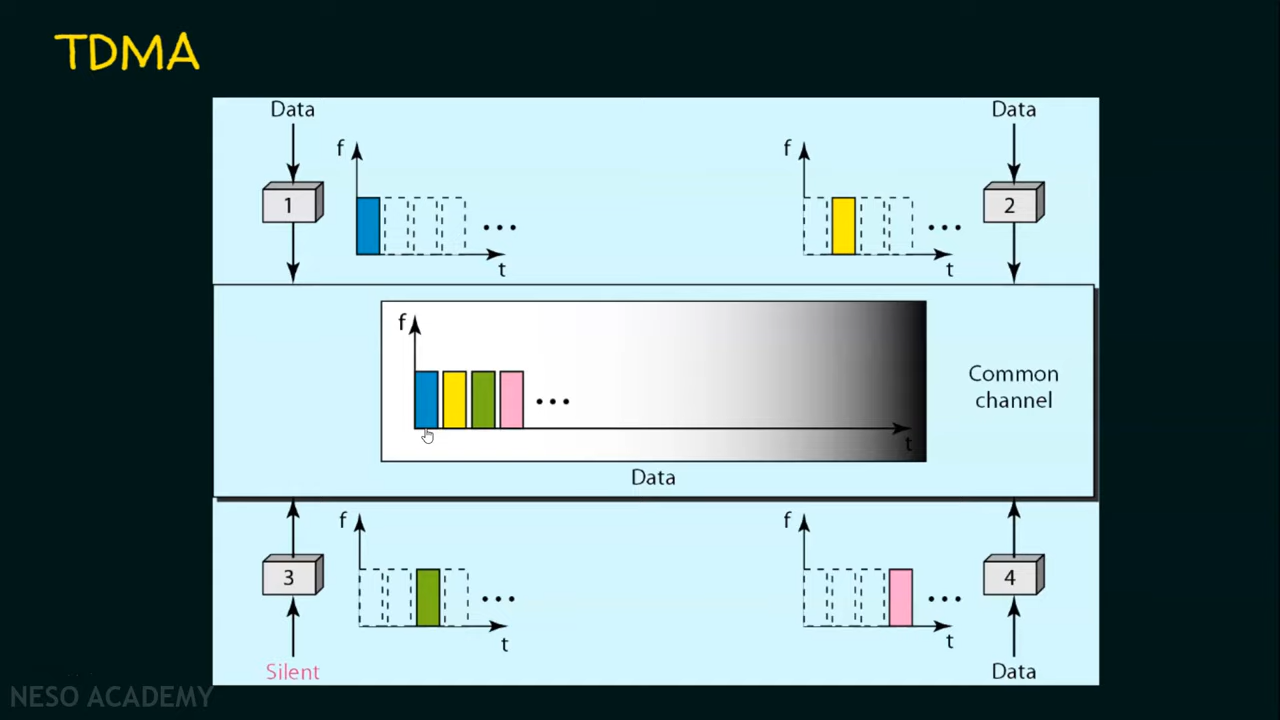 TDMA
Data
Data
f
f
1
2
...
...
t
t
f
Common
channel
...
t
Data
f
f
3
4
...
...
t
t
Silent
Data
NESO ACADEMY